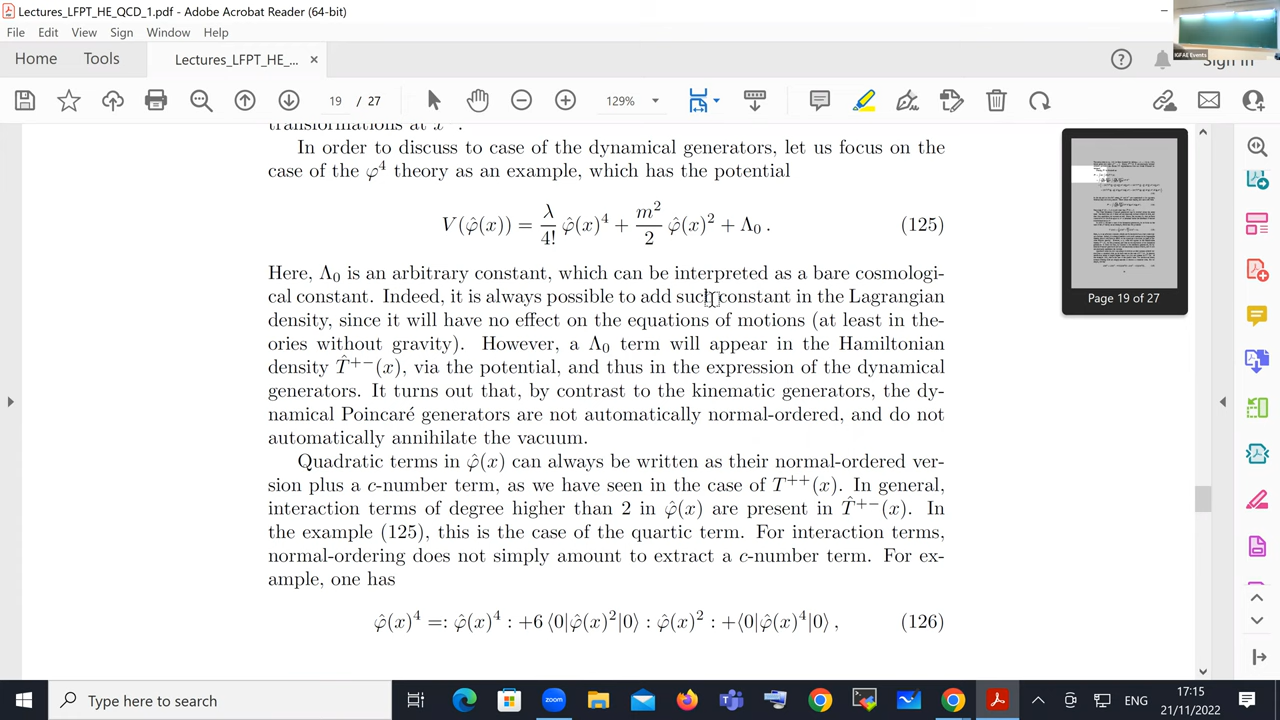 Lectures_LFPT_HE_QCD_1.pdf - Adobe Acrobat Reader (64-bit)
File Edit View Sign Window Help
IGFAE Events
Home Tools Lectures_LFPT_HE_... × Sign In
19 / 27 129%
transformations at x
In order to discuss to case of the dynamical generators, let us focus on the
case of the φ⁴ theory as an example, which has the potential
V (φ̂(x)) = λ/4! φ̂(x)⁴ + m²/2 φ̂(x)² + Λ₀ . (125)
Here, Λ₀ is an arbitrary constant, which can be interpreted as a bare cosmologi-
cal constant. Indeed, it is always possible to add such constant in the Lagrangian
density, since it will have no effect on the equations of motions (at least in the-
ories without gravity). However, a Λ₀ term will appear in the Hamiltonian
density T̂⁺⁻(x), via the potential, and thus in the expression of the dynamical
generators. It turns out that, by contrast to the kinematic generators, the dy-
namical Poincaré generators are not automatically normal-ordered, and do not
automatically annihilate the vacuum.
Quadratic terms in φ̂(x) can always be written as their normal-ordered ver-
sion plus a c-number term, as we have seen in the case of T⁺⁺(x). In general,
interaction terms of degree higher than 2 in φ̂(x) are present in T̂⁺⁻(x). In
the example (125), this is the case of the quartic term. For interaction terms,
normal-ordering does not simply amount to extract a c-number term. For ex-
ample, one has
φ̂(x)⁴ =: φ̂(x)⁴ : +6 ⟨0|φ̂(x)²|0⟩ : φ̂(x)² : +⟨0|φ̂(x)⁴|0⟩ , (126)
Page 19 of 27
Type here to search
ENG
17:15
21/11/2022